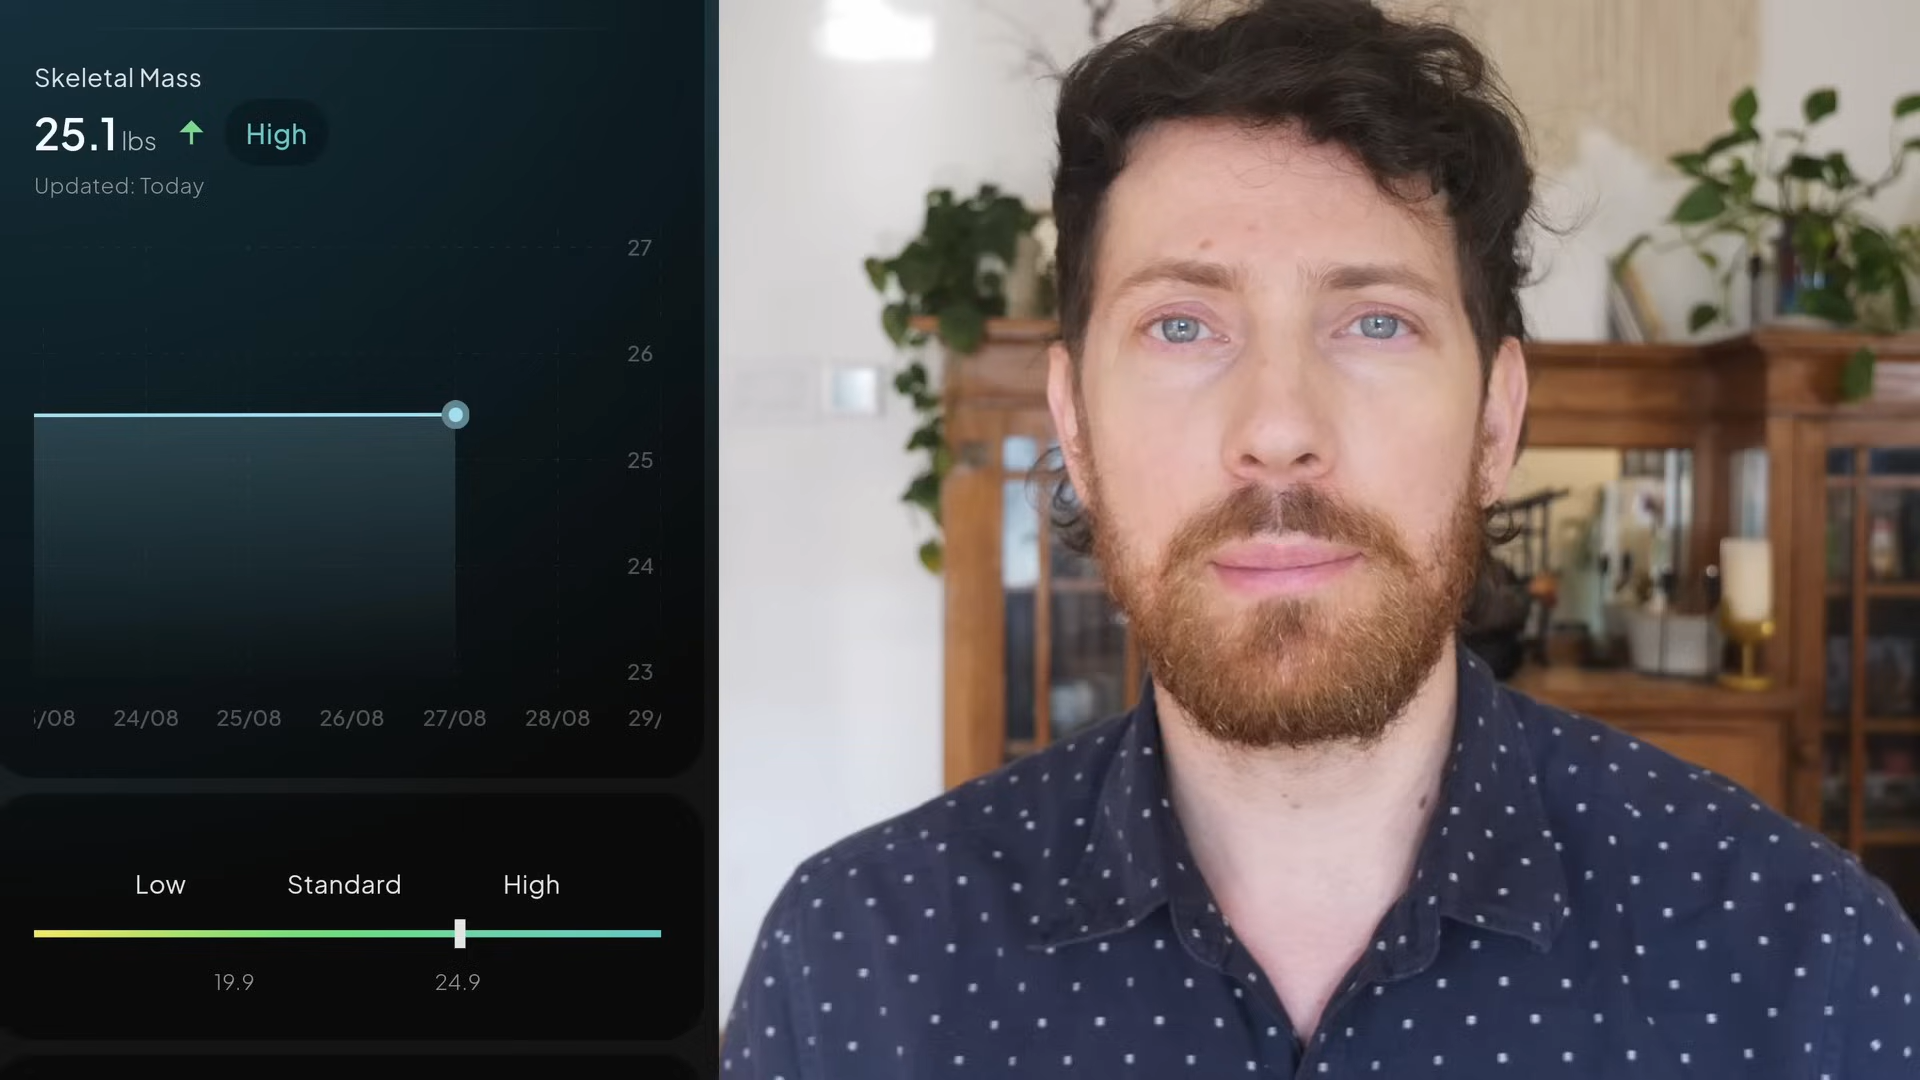 Skeletal Mass
25.1 lbs High
Updated: Today
27
26
25
24
23
/08 24/08 25/08 26/08 27/08 28/08 29/
Low Standard High
19.9 24.9